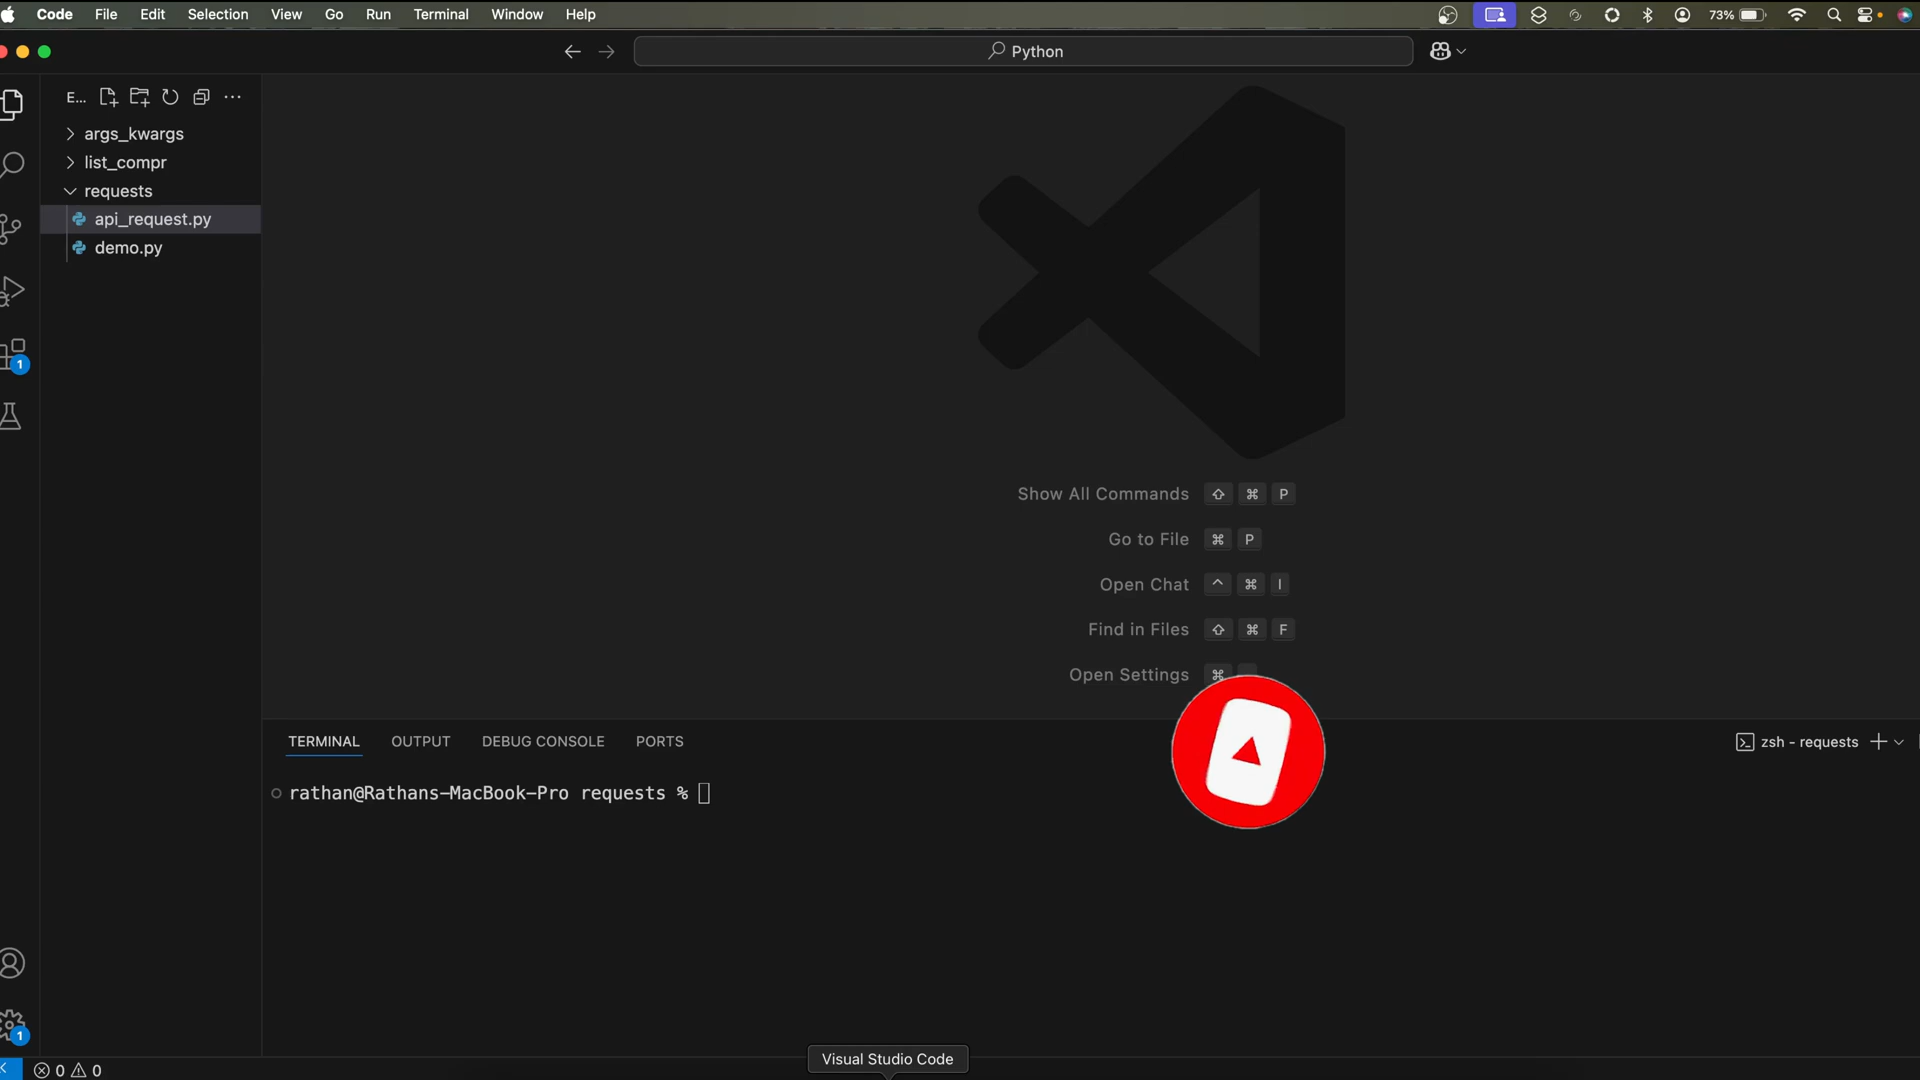 Code File Edit Selection View Go Run Terminal Window Help 73%
Python
E...
args_kwargs
list_compr
requests
api_request.py
demo.py
1
Show All Commands ⇧ ⌘ P
Go to File ⌘ P
Open Chat ^ ⌘ I
Find in Files ⇧ ⌘ F
Open Settings ⌘
TERMINAL OUTPUT DEBUG CONSOLE PORTS zsh - requests
rathan@Rathans-MacBook-Pro requests %
1
0 0
Visual Studio Code